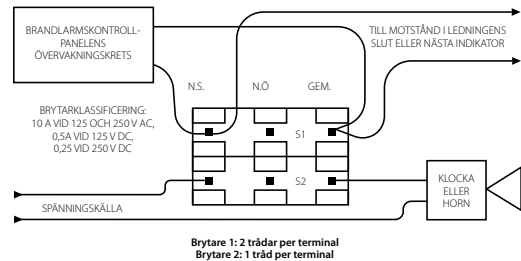 BRANDLARMSKONTROLL-
PANELENS
ÖVERVAKNINGSKRETS
TILL MOTSTÅND I LEDNINGENS
SLUT ELLER NÄSTA INDIKATOR
N.S.
N.Ö
GEM.
BRYTARKLASSIFICERING:
10 A VID 125 OCH 250 V AC,
0,5A VID 125 V DC,
0,25 VID 250 V DC
S1
S2
SPÄNNINGSKÄLLA
KLOCKA
ELLER
HORN
Brytare 1: 2 trådar per terminal
Brytare 2: 1 tråd per terminal